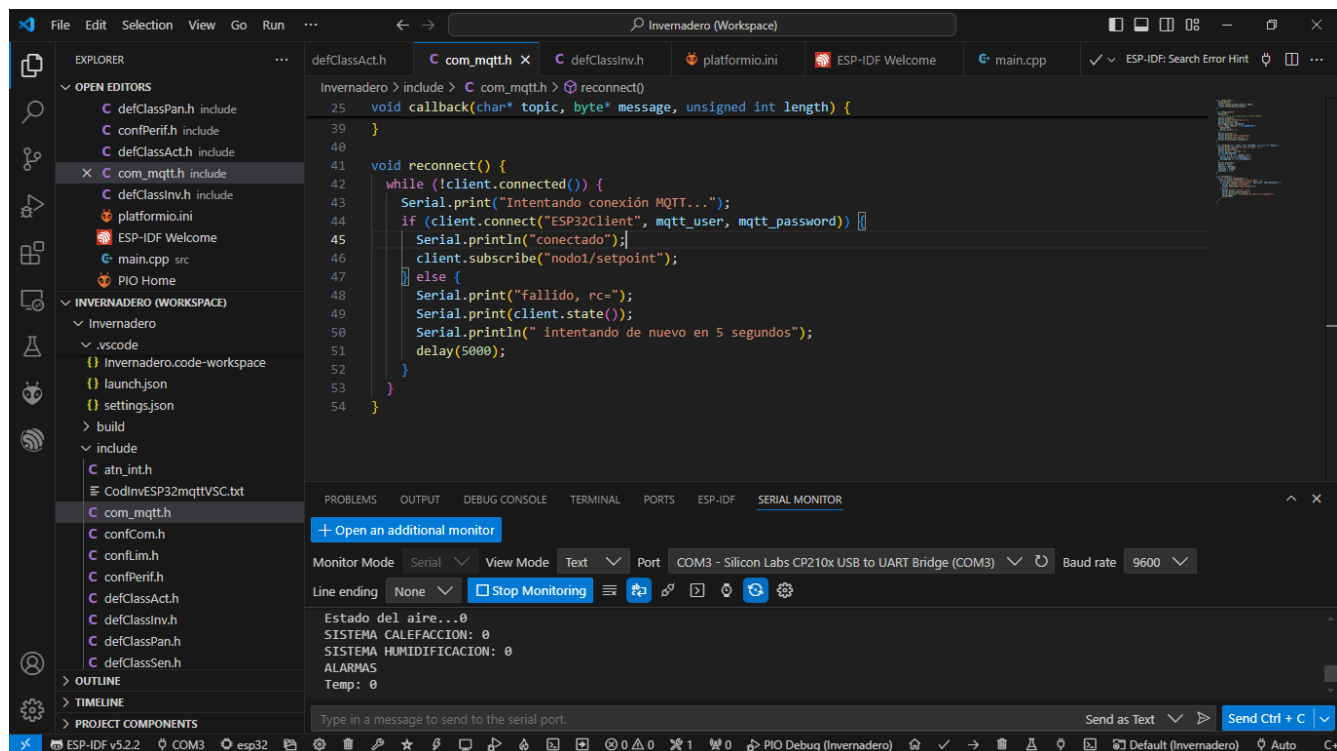 File Edit Selection View Go Run ...
Invernadero (Workspace)
EXPLORER
OPEN EDITORS
C defClassPan.h include
C confPerif.h include
C defClassAct.h include
C com_mqtt.h include
C defClassInv.h include
platformio.ini
ESP-IDF Welcome
main.cpp src
PIO Home
INVERNADERO (WORKSPACE)
Invernadero
.vscode
{} Invernadero.code-workspace
{} launch.json
{} settings.json
build
include
C atn_int.h
CodInvESP32mqttVSC.txt
C com_mqtt.h
C confCom.h
C confLim.h
C confPerif.h
C defClassAct.h
C defClassInv.h
C defClassPan.h
C defClassSen.h
OUTLINE
TIMELINE
PROJECT COMPONENTS
defClassAct.h C com_mqtt.h C defClassInv.h platformio.ini ESP-IDF Welcome main.cpp ESP-IDF: Search Error Hint
Invernadero > include > C com_mqtt.h > reconnect()
25 void callback(char* topic, byte* message, unsigned int length) {
39 }
40
41 void reconnect() {
42 while (!client.connected()) {
43 Serial.print("Intentando conexión MQTT...");
44 if (client.connect("ESP32Client", mqtt_user, mqtt_password)) {
45 Serial.println("conectado");
46 client.subscribe("nodo1/setpoint");
47 } else {
48 Serial.print("fallido, rc=");
49 Serial.print(client.state());
50 Serial.println(" intentando de nuevo en 5 segundos");
51 delay(5000);
52 }
53 }
54 }
PROBLEMS OUTPUT DEBUG CONSOLE TERMINAL PORTS ESP-IDF SERIAL MONITOR
+ Open an additional monitor
Monitor Mode Serial View Mode Text Port COM3 - Silicon Labs CP210x USB to UART Bridge (COM3) Baud rate 9600
Line ending None Stop Monitoring
Estado del aire...0
SISTEMA CALEFACCION: 0
SISTEMA HUMIDIFICACION: 0
ALARMAS
Temp: 0
Type in a message to send to the serial port. Send as Text Send Ctrl + C
ESP-IDF v5.2.2 COM3 esp32 0 0 1 0 PIO Debug (Invernadero) Default (Invernadero) Auto